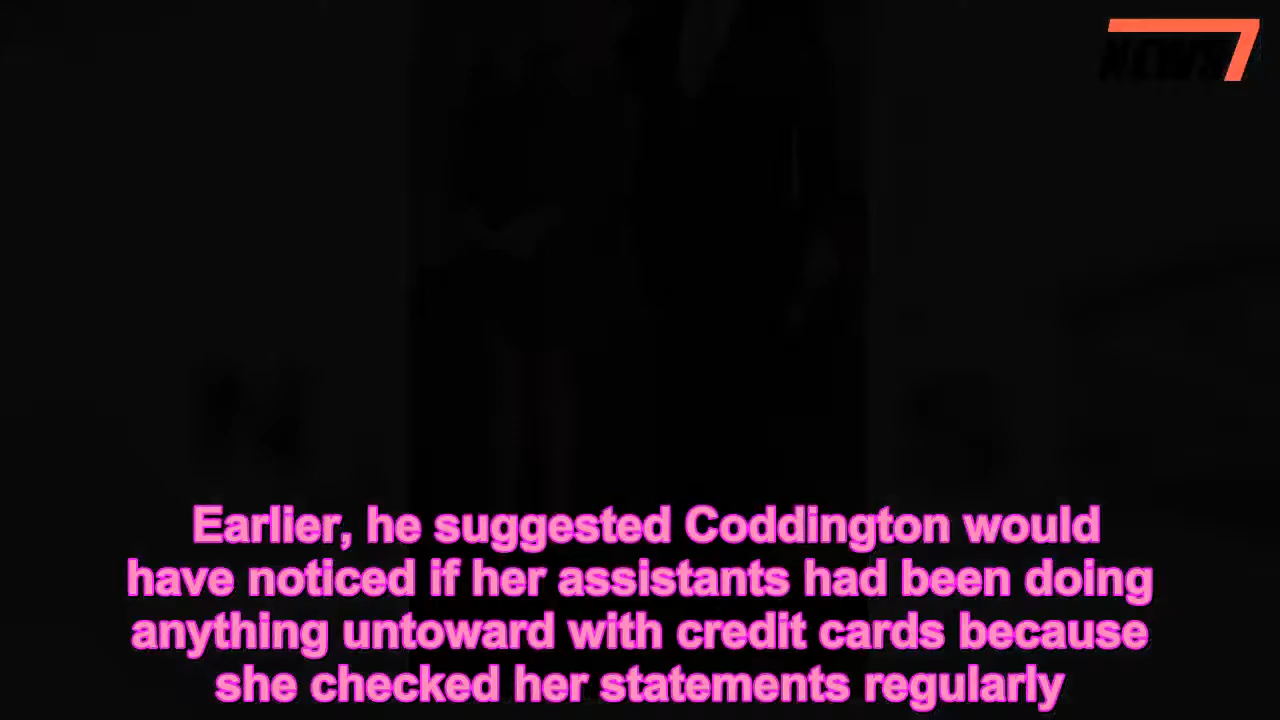 NEWS7
Earlier, he suggested Coddington would
have noticed if her assistants had been doing
anything untoward with credit cards because
she checked her statements regularly